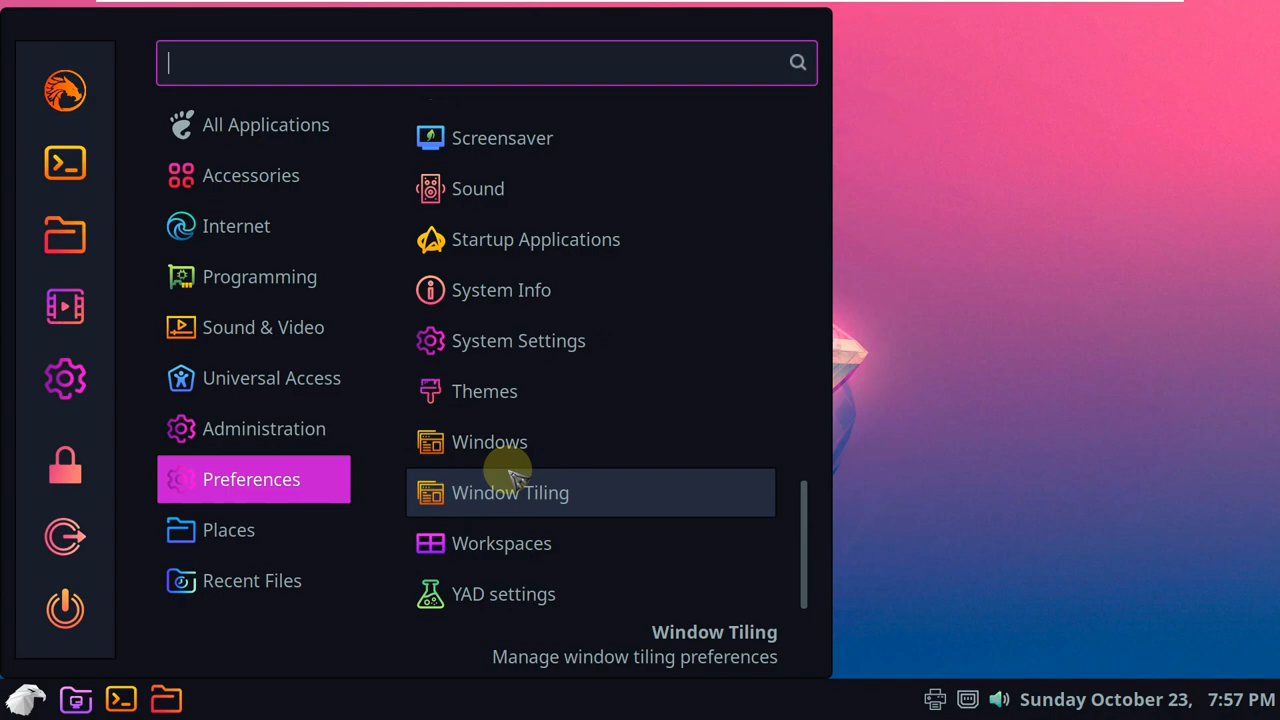 All Applications
Accessories
Internet
Programming
Sound & Video
Universal Access
Administration
Preferences
Places
Recent Files
Screensaver
Sound
Startup Applications
System Info
System Settings
Themes
Windows
Window Tiling
Workspaces
YAD settings
Window Tiling
Manage window tiling preferences
Sunday October 23, 7:57 PM